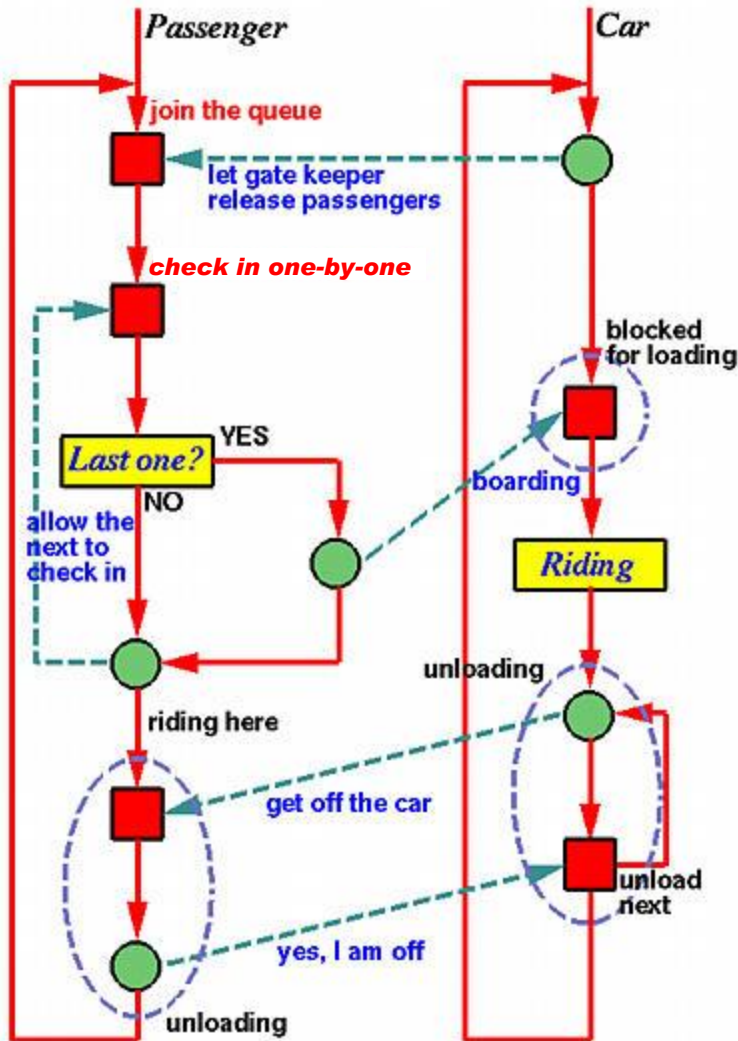 Passenger
Car
join the queue
let gate keeper
release passengers
check in one-by-one
blocked
for loading
YES
Last one?
boarding
NO
allow the
next to
check in
Riding
unloading
riding here
get off the car
unload
next
yes, I am off
unloading